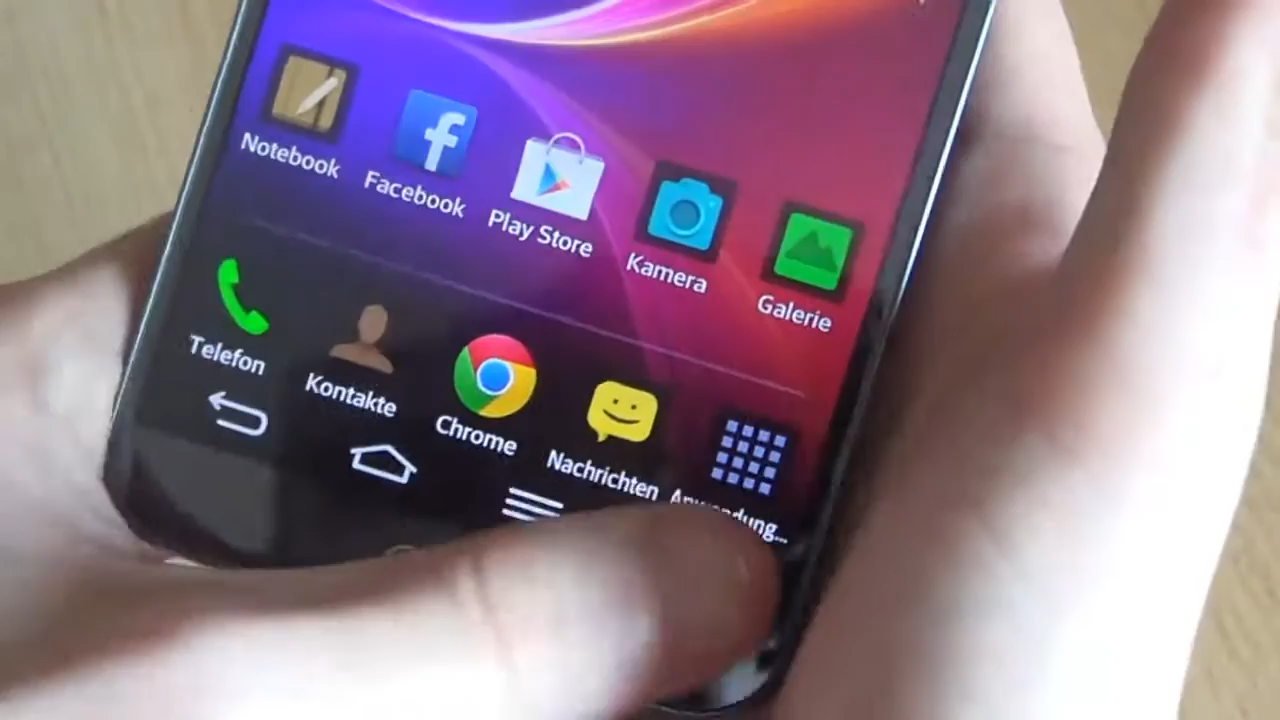 Notebook
Facebook
Play Store
Kamera
Galerie
Telefon
Kontakte
Chrome
Nachrichten